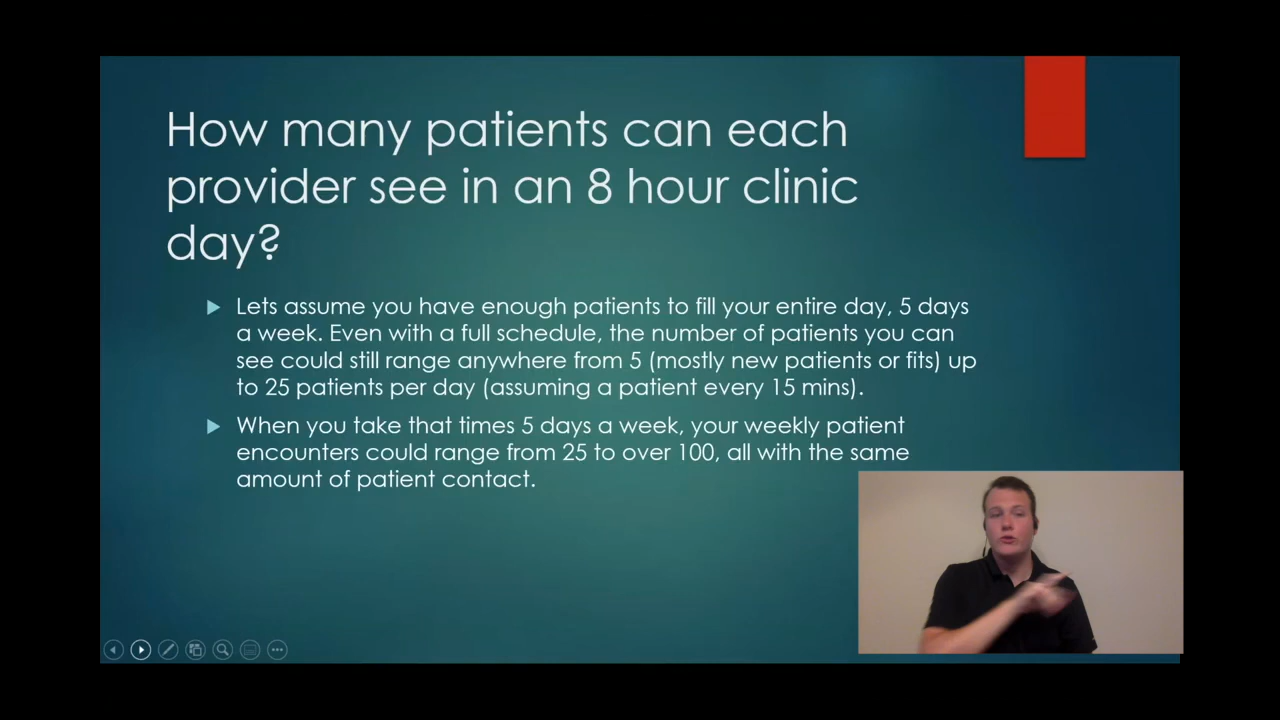 How many patients can each
provider see in an 8 hour clinic
day?
Lets assume you have enough patients to fill your entire day, 5 days
a week. Even with a full schedule, the number of patients you can
see could still range anywhere from 5 (mostly new patients or fits) up
to 25 patients per day (assuming a patient every 15 mins).
When you take that times 5 days a week, your weekly patient
encounters could range from 25 to over 100, all with the same
amount of patient contact.